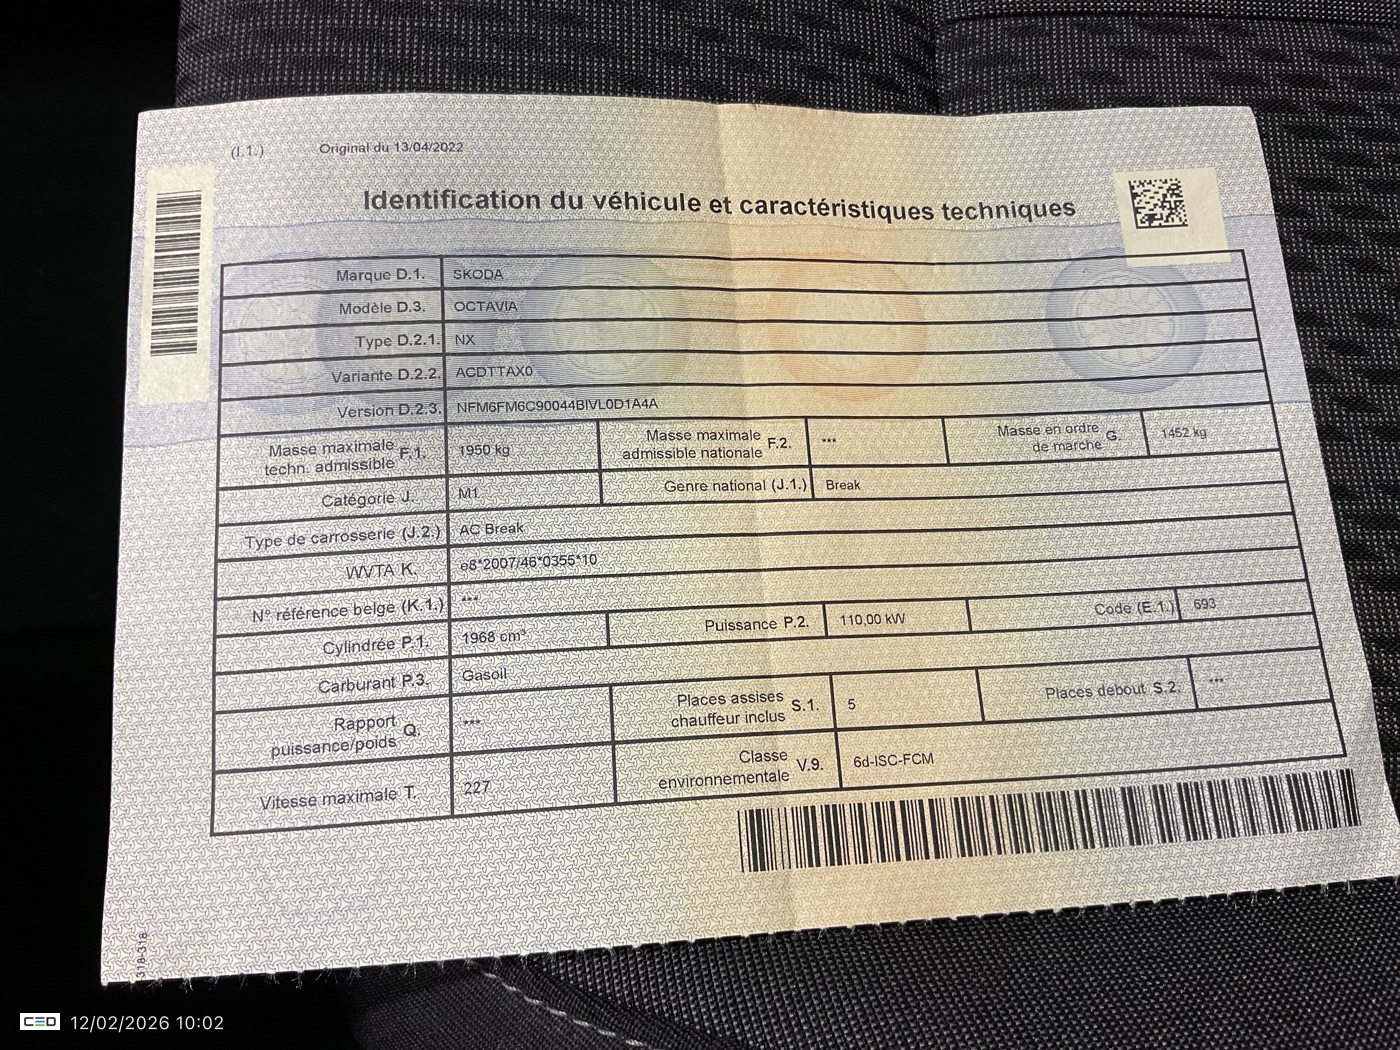 (I.1.) Original du 13/04/2022
Identification du véhicule et caractéristiques techniques
Marque D.1. SKODA
Modèle D.3. OCTAVIA
Type D.2.1. NX
Variante D.2.2. ACDTTAX0
Version D.2.3. NFM6FM6C90044BIVL0D1A4A
Masse maximale techn. admissible F.1. 1950 kg Masse maximale admissible nationale F.2. *** Masse en ordre de marche G. 1452 kg
Catégorie J. M1 Genre national (J.1.) Break
Type de carrosserie (J.2.) AC Break
WVTA K. e8*2007/46*0355*10
N° référence belge (K.1.) ***
Cylindrée P.1. 1968 cm³ Puissance P.2. 110,00 kW Code (E.1.) 693
Carburant P.3. Gasoil
Rapport puissance/poids Q. *** Places assises chauffeur inclus S.1. 5 Places debout S.2. ***
Vitesse maximale T. 227 Classe environnementale V.9. 6d-ISC-FCM
318-318
CED 12/02/2026 10:02